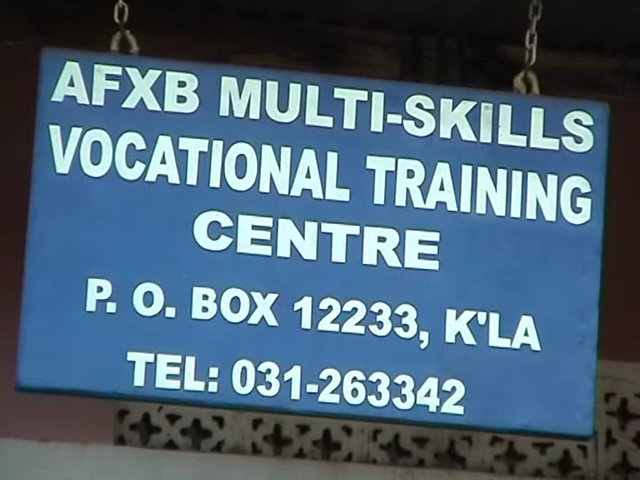 AFXB MULTI-SKILLS
VOCATIONAL TRAINING
CENTRE
P. O. BOX 12233, K'LA
TEL: 031-263342